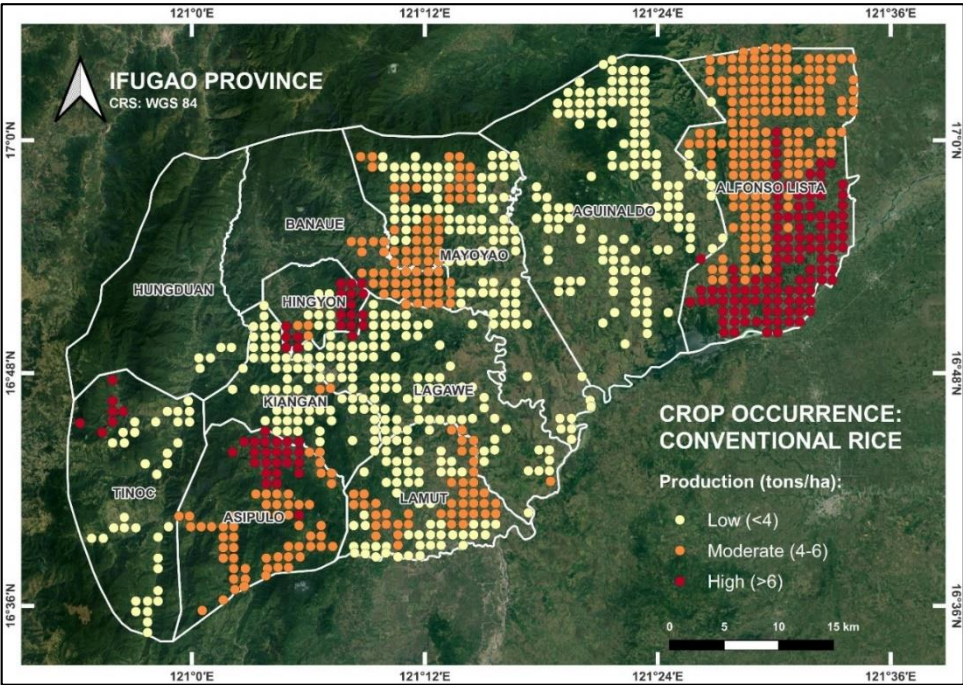 121°0'E
121°12'E
121°24'E
121°36'E
IFUGAO PROVINCE
CRS: WGS 84
17°0'N
17°0'N
ALFONSO LISTA
AGUINALDO
BANAUE
MAYOYAO
HUNGDUAN
HINGYON
16°48'N
16°48'N
LAGAWE
KIANGAN
CROP OCCURRENCE:
CONVENTIONAL RICE
Production (tons/ha):
TINOC
LAMUT
ASIPULO
Low (<4)
Moderate (4-6)
High (>6)
16°36'N
16°36'N
0 5 10 15 km
121°0'E
121°12'E
121°24'E
121°36'E